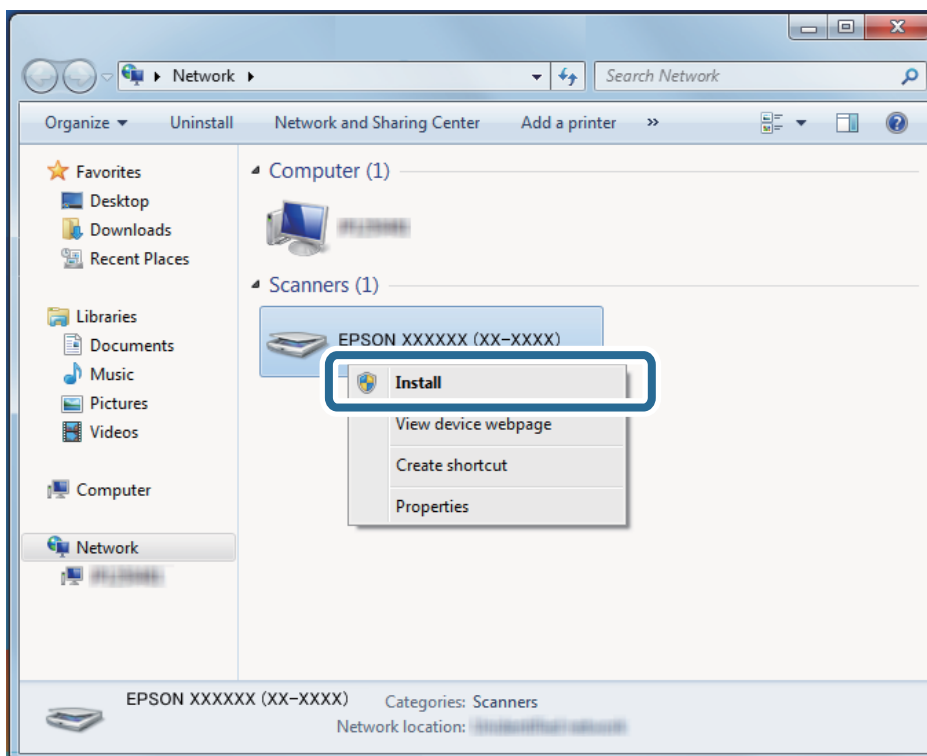 Network
Search Network
Organize Uninstall Network and Sharing Center Add a printer »
Favorites
Desktop
Downloads
Recent Places
Libraries
Documents
Music
Pictures
Videos
Computer
Network
Computer (1)
Scanners (1)
EPSON XXXXXX (XX-XXXX)
Install
View device webpage
Create shortcut
Properties
EPSON XXXXXX (XX-XXXX) Categories: Scanners
Network location: